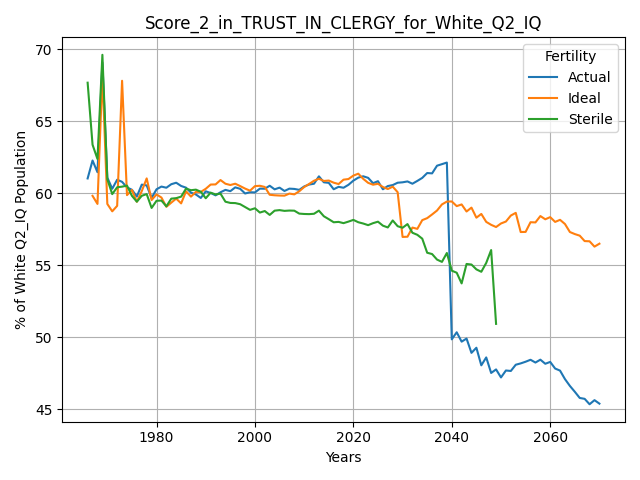 Score_2_in_TRUST_IN_CLERGY_for_White_Q2_IQ
Fertility
Actual
Ideal
Sterile
% of White Q2_IQ Population
70
65
60
55
50
45
1980
2000
2020
2040
2060
Years